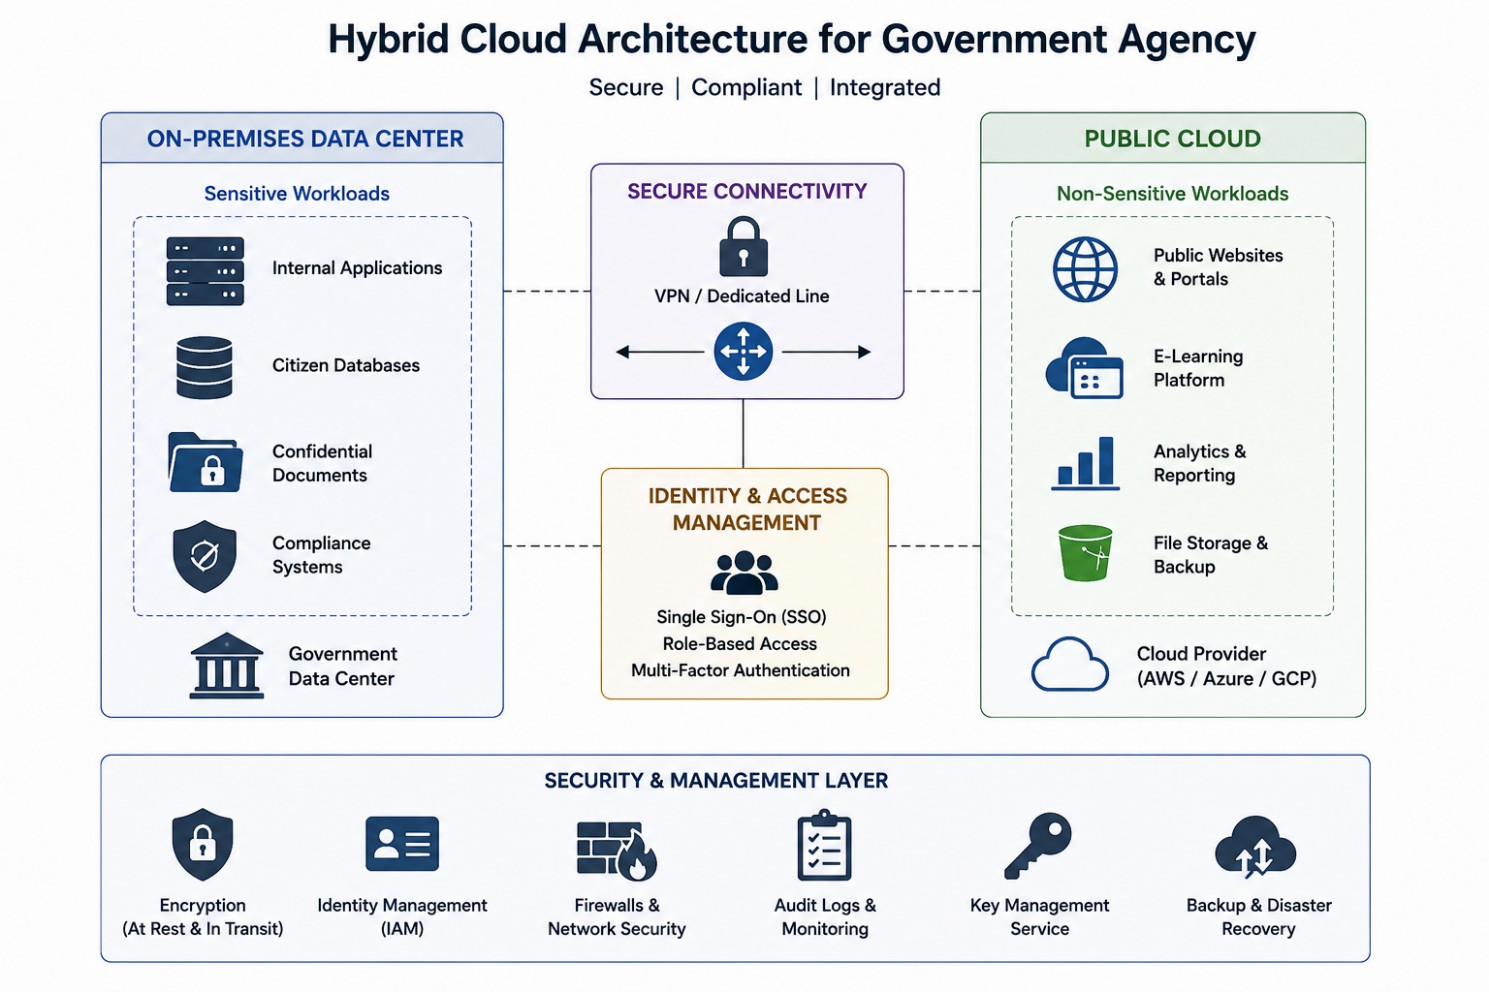 Hybrid Cloud Architecture for Government Agency
Secure | Compliant | Integrated
ON-PREMISES DATA CENTER
Sensitive Workloads
Internal Applications
Citizen Databases
Confidential
Documents
Compliance
Systems
Government
Data Center
SECURE CONNECTIVITY
VPN / Dedicated Line
IDENTITY & ACCESS
MANAGEMENT
Single Sign-On (SSO)
Role-Based Access
Multi-Factor Authentication
PUBLIC CLOUD
Non-Sensitive Workloads
Public Websites
& Portals
E-Learning
Platform
Analytics &
Reporting
File Storage &
Backup
Cloud Provider
(AWS / Azure / GCP)
SECURITY & MANAGEMENT LAYER
Encryption
(At Rest & In Transit)
Identity Management
(IAM)
Firewalls &
Network Security
Audit Logs &
Monitoring
Key Management
Service
Backup & Disaster
Recovery